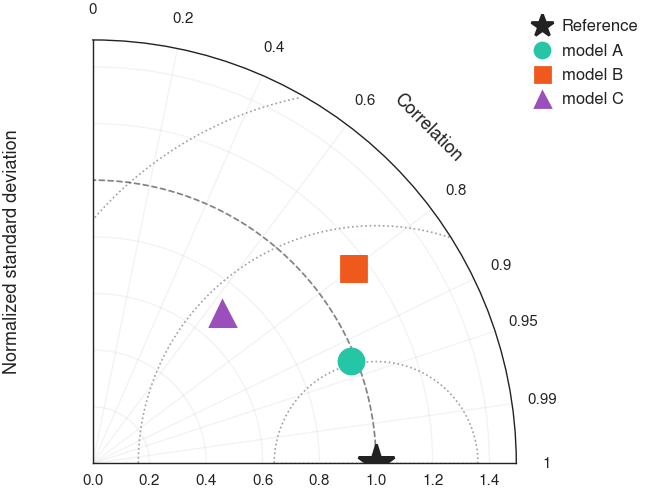 0
0.2
0.4
0.6
0.8
0.9
0.95
0.99
1
Correlation
Normalized standard deviation
0.0 0.2 0.4 0.6 0.8 1.0 1.2 1.4
Reference
model A
model B
model C